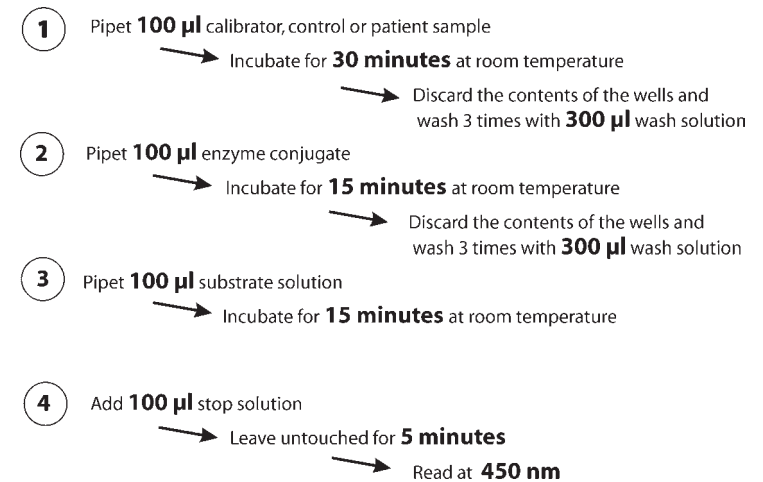 1 Pipet 100 µl calibrator, control or patient sample
Incubate for 30 minutes at room temperature
Discard the contents of the wells and
wash 3 times with 300 µl wash solution
2 Pipet 100 µl enzyme conjugate
Incubate for 15 minutes at room temperature
Discard the contents of the wells and
wash 3 times with 300 µl wash solution
3 Pipet 100 µl substrate solution
Incubate for 15 minutes at room temperature
4 Add 100 µl stop solution
Leave untouched for 5 minutes
Read at 450 nm